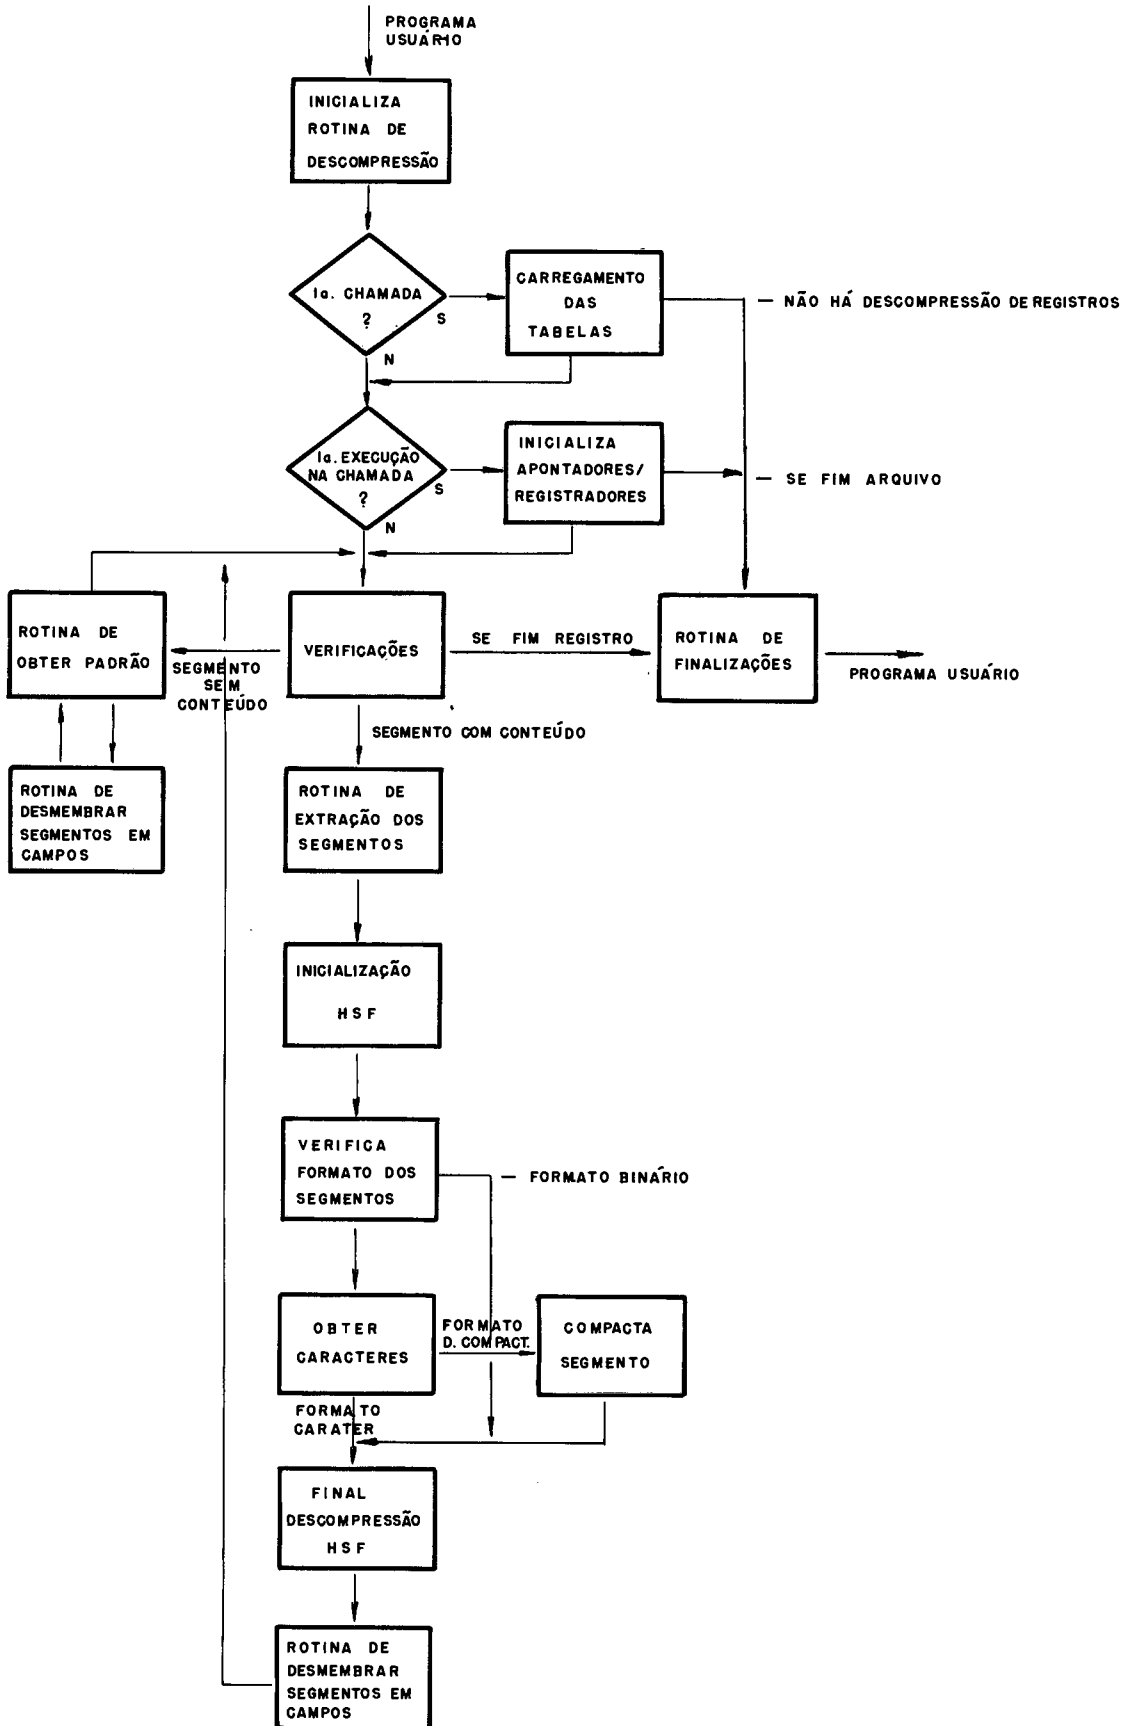 PROGRAMA
USUÁRIO
INICIALIZA
ROTINA DE
DESCOMPRESSÃO
1a. CHAMADA
?
S
N
CARREGAMENTO
DAS
TABELAS
— NÃO HÁ DESCOMPRESSÃO DE REGISTROS
1a. EXECUÇÃO
NA CHAMADA
?
S
N
INICIALIZA
APONTADORES/
REGISTRADORES
— SE FIM ARQUIVO
ROTINA DE
OBTER PADRÃO
SEGMENTO
SEM
CONTEÚDO
VERIFICAÇÕES
SE FIM REGISTRO
ROTINA DE
FINALIZAÇÕES
PROGRAMA USUÁRIO
SEGMENTO COM CONTEÚDO
ROTINA DE
DESMEMBRAR
SEGMENTOS EM
CAMPOS
ROTINA DE
EXTRAÇÃO DOS
SEGMENTOS
INICIALIZAÇÃO
HSF
VERIFICA
FORMATO DOS
SEGMENTOS
— FORMATO BINÁRIO
OBTER
CARACTERES
FORMATO
D. COMPACT.
COMPACTA
SEGMENTO
FORMATO
CARATER
FINAL
DESCOMPRESSÃO
HSF
ROTINA DE
DESMEMBRAR
SEGMENTOS EM
CAMPOS